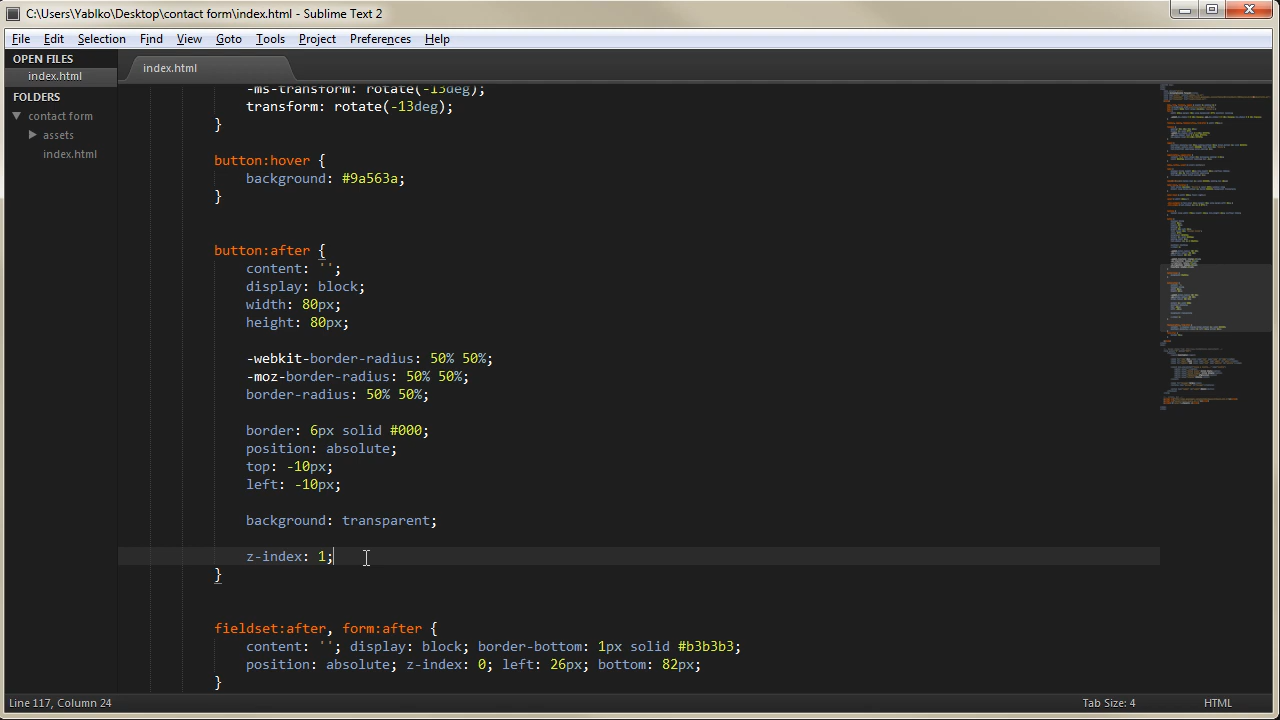 C:\Users\Yablko\Desktop\contact form\index.html - Sublime Text 2
File Edit Selection Find View Goto Tools Project Preferences Help
OPEN FILES
index.html
FOLDERS
contact form
assets
index.html
index.html
-ms-transform: rotate(-13deg);
transform: rotate(-13deg);
}
button:hover {
background: #9a563a;
}
button:after {
content: '';
display: block;
width: 80px;
height: 80px;
-webkit-border-radius: 50% 50%;
-moz-border-radius: 50% 50%;
border-radius: 50% 50%;
border: 6px solid #000;
position: absolute;
top: -10px;
left: -10px;
background: transparent;
z-index: 1;
}
fieldset:after, form:after {
content: ''; display: block; border-bottom: 1px solid #b3b3b3;
position: absolute; z-index: 0; left: 26px; bottom: 82px;
}
Line 117, Column 24
Tab Size: 4
HTML